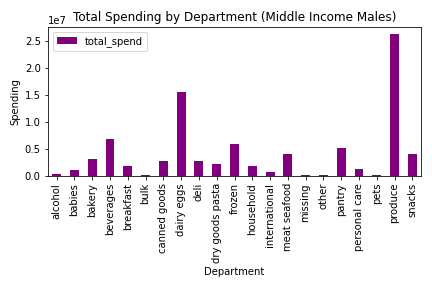 Total Spending by Department (Middle Income Males)
1e7
total_spend
2.5
2.0
1.5
1.0
0.5
0.0
Spending
alcohol
babies
bakery
beverages
breakfast
bulk
canned goods
dairy eggs
deli
dry goods pasta
frozen
household
international
meat seafood
missing
other
pantry
personal care
pets
produce
snacks
Department